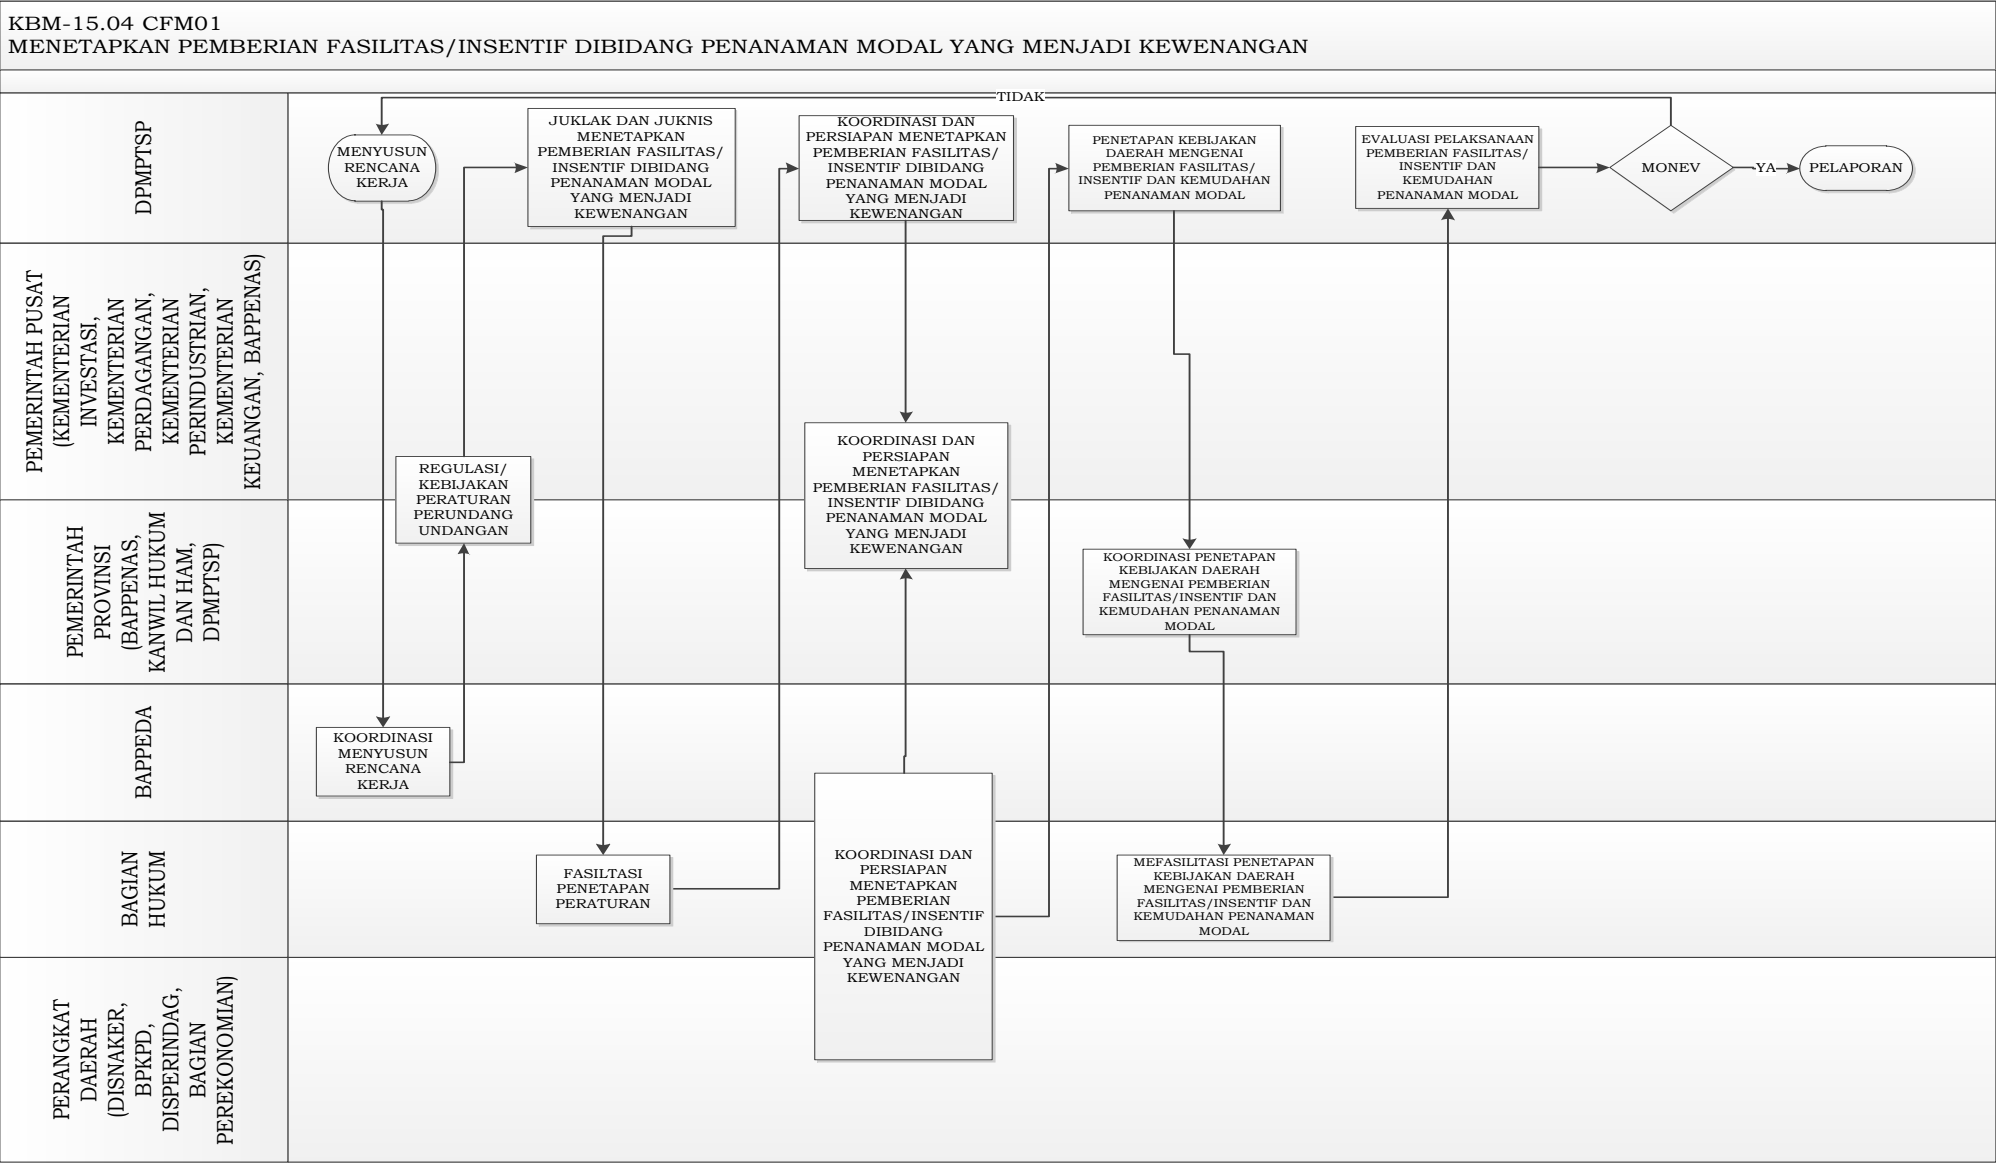 KBM-15.04 CFM01
MENETAPKAN PEMBERIAN FASILITAS/INSENTIF DIBIDANG PENANAMAN MODAL YANG MENJADI KEWENANGAN
TIDAK
DPMPTSP
MENYUSUN
RENCANA
KERJA
JUKLAK DAN JUKNIS
MENETAPKAN
PEMBERIAN FASILITAS/
INSENTIF DIBIDANG
PENANAMAN MODAL
YANG MENJADI
KEWENANGAN
KOORDINASI DAN
PERSIAPAN MENETAPKAN
PEMBERIAN FASILITAS/
INSENTIF DIBIDANG
PENANAMAN MODAL
YANG MENJADI
KEWENANGAN
PENETAPAN KEBIJAKAN
DAERAH MENGENAI
PEMBERIAN FASILITAS/
INSENTIF DAN KEMUDAHAN
PENANAMAN MODAL
EVALUASI PELAKSANAAN
PEMBERIAN FASILITAS/
INSENTIF DAN
KEMUDAHAN
PENANAMAN MODAL
MONEV
YA
PELAPORAN
PEMERINTAH PUSAT
(KEMENTERIAN
INVESTASI,
KEMENTERIAN
PERDAGANGAN,
KEMENTERIAN
PERINDUSTRIAN,
KEMENTERIAN
KEUANGAN, BAPPENAS)
REGULASI/
KEBIJAKAN
PERATURAN
PERUNDANG
UNDANGAN
KOORDINASI DAN
PERSIAPAN
MENETAPKAN
PEMBERIAN FASILITAS/
INSENTIF DIBIDANG
PENANAMAN MODAL
YANG MENJADI
KEWENANGAN
PEMERINTAH
PROVINSI
(BAPPENAS,
KANWIL HUKUM
DAN HAM,
DPMPTSP)
KOORDINASI PENETAPAN
KEBIJAKAN DAERAH
MENGENAI PEMBERIAN
FASILITAS/INSENTIF DAN
KEMUDAHAN PENANAMAN
MODAL
BAPPEDA
KOORDINASI
MENYUSUN
RENCANA
KERJA
BAGIAN
HUKUM
FASILTASI
PENETAPAN
PERATURAN
KOORDINASI DAN
PERSIAPAN
MENETAPKAN
PEMBERIAN
FASILITAS/INSENTIF
DIBIDANG
PENANAMAN MODAL
YANG MENJADI
KEWENANGAN
MEFASILITASI PENETAPAN
KEBIJAKAN DAERAH
MENGENAI PEMBERIAN
FASILITAS/INSENTIF DAN
KEMUDAHAN PENANAMAN
MODAL
PERANGKAT
DAERAH
(DISNAKER,
BPKPD,
DISPERINDAG,
BAGIAN
PEREKONOMIAN)